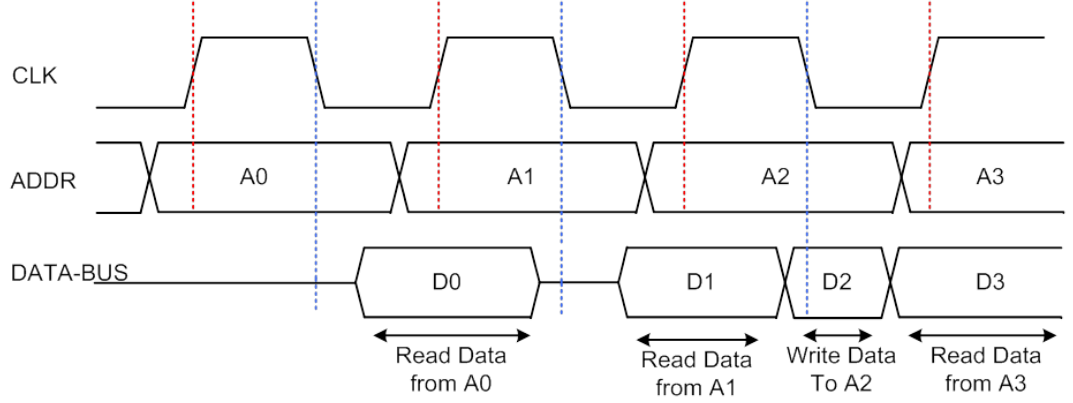 CLK
ADDR
A0
A1
A2
A3
DATA-BUS
D0
D1
D2
D3
Read Data
from A0
Read Data
from A1
Write Data
To A2
Read Data
from A3